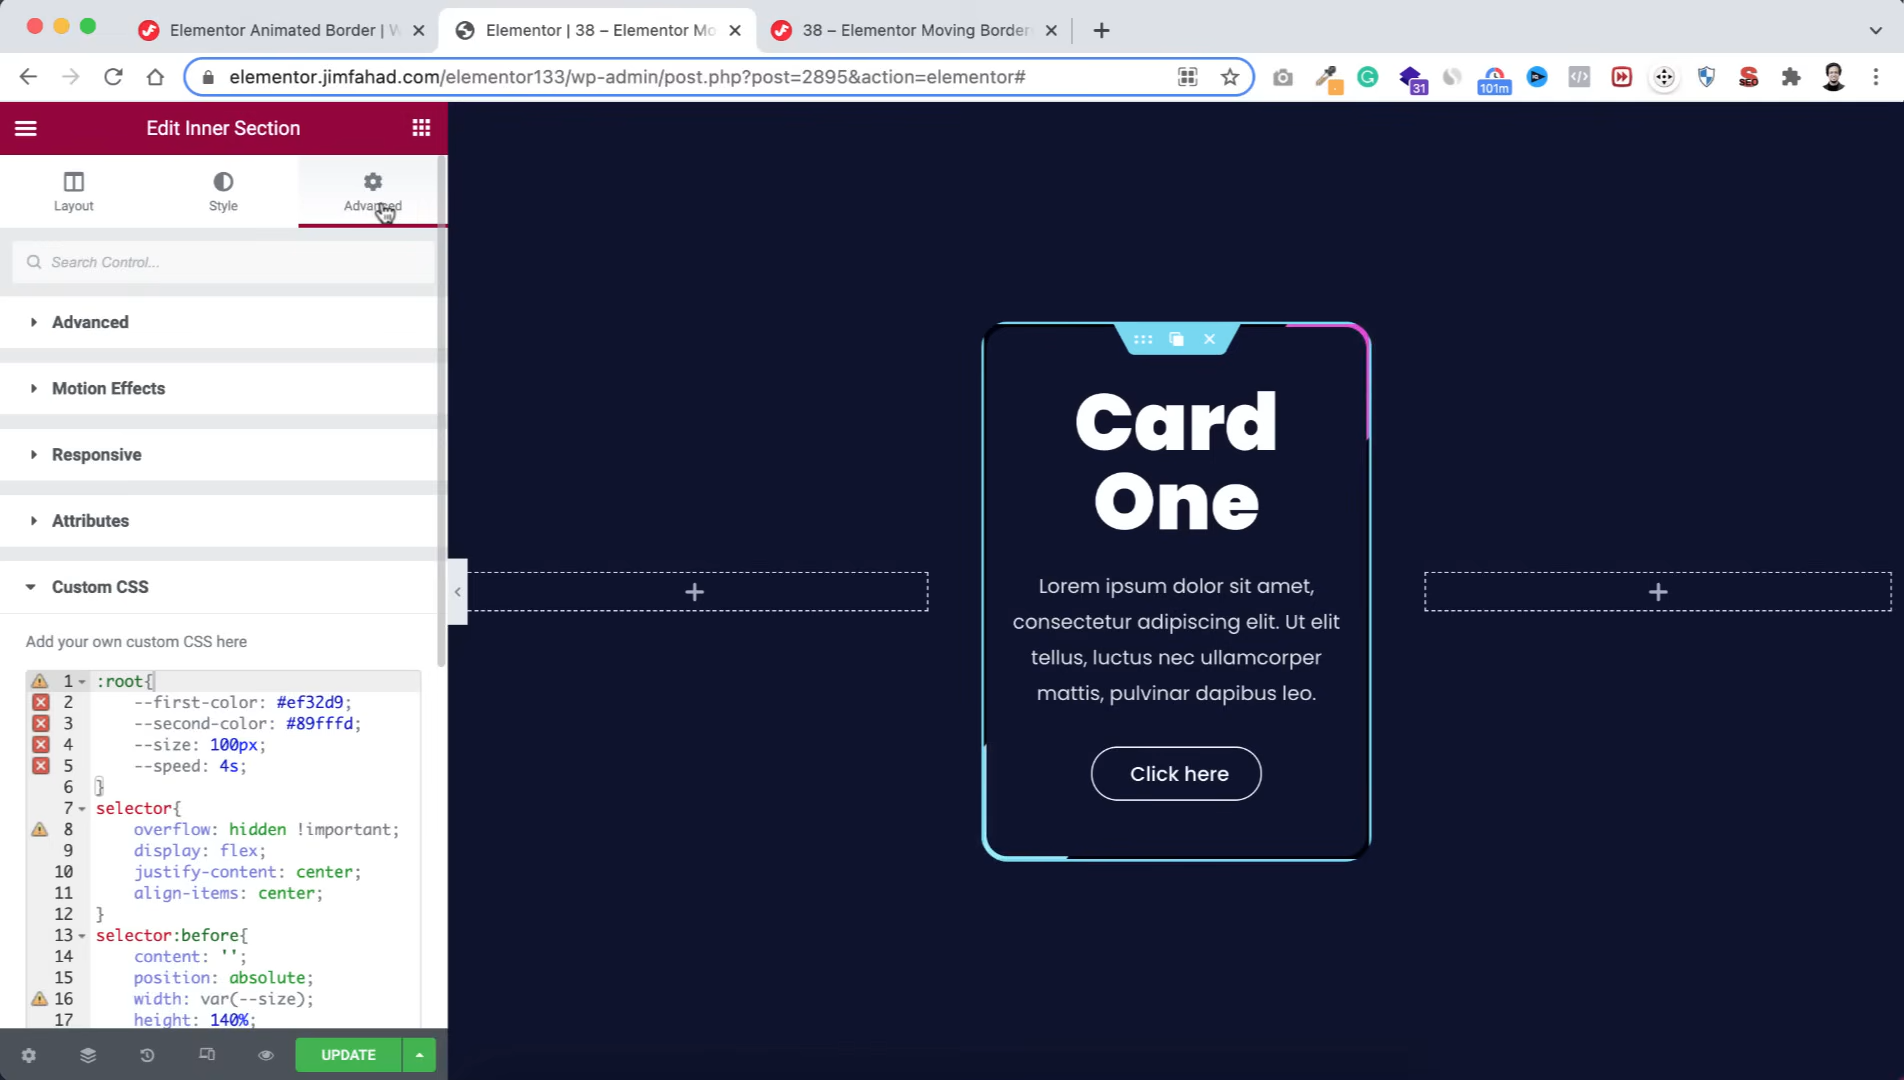 Elementor Animated Border | W
Elementor | 38 – Elementor Mo
38 – Elementor Moving Border
elementor.jimfahad.com/elementor133/wp-admin/post.php?post=2895&action=elementor#
31
101m
SEO
Edit Inner Section
Layout
Style
Advanced
Search Control...
Advanced
Motion Effects
Responsive
Attributes
Custom CSS
Add your own custom CSS here
1 :root{
2 --first-color: #ef32d9;
3 --second-color: #89fffd;
4 --size: 100px;
5 --speed: 4s;
6 }
7 selector{
8 overflow: hidden !important;
9 display: flex;
10 justify-content: center;
11 align-items: center;
12 }
13 selector:before{
14 content: '';
15 position: absolute;
16 width: var(--size);
17 height: 140%;
UPDATE
Card
One
Lorem ipsum dolor sit amet,
consectetur adipiscing elit. Ut elit
tellus, luctus nec ullamcorper
mattis, pulvinar dapibus leo.
Click here